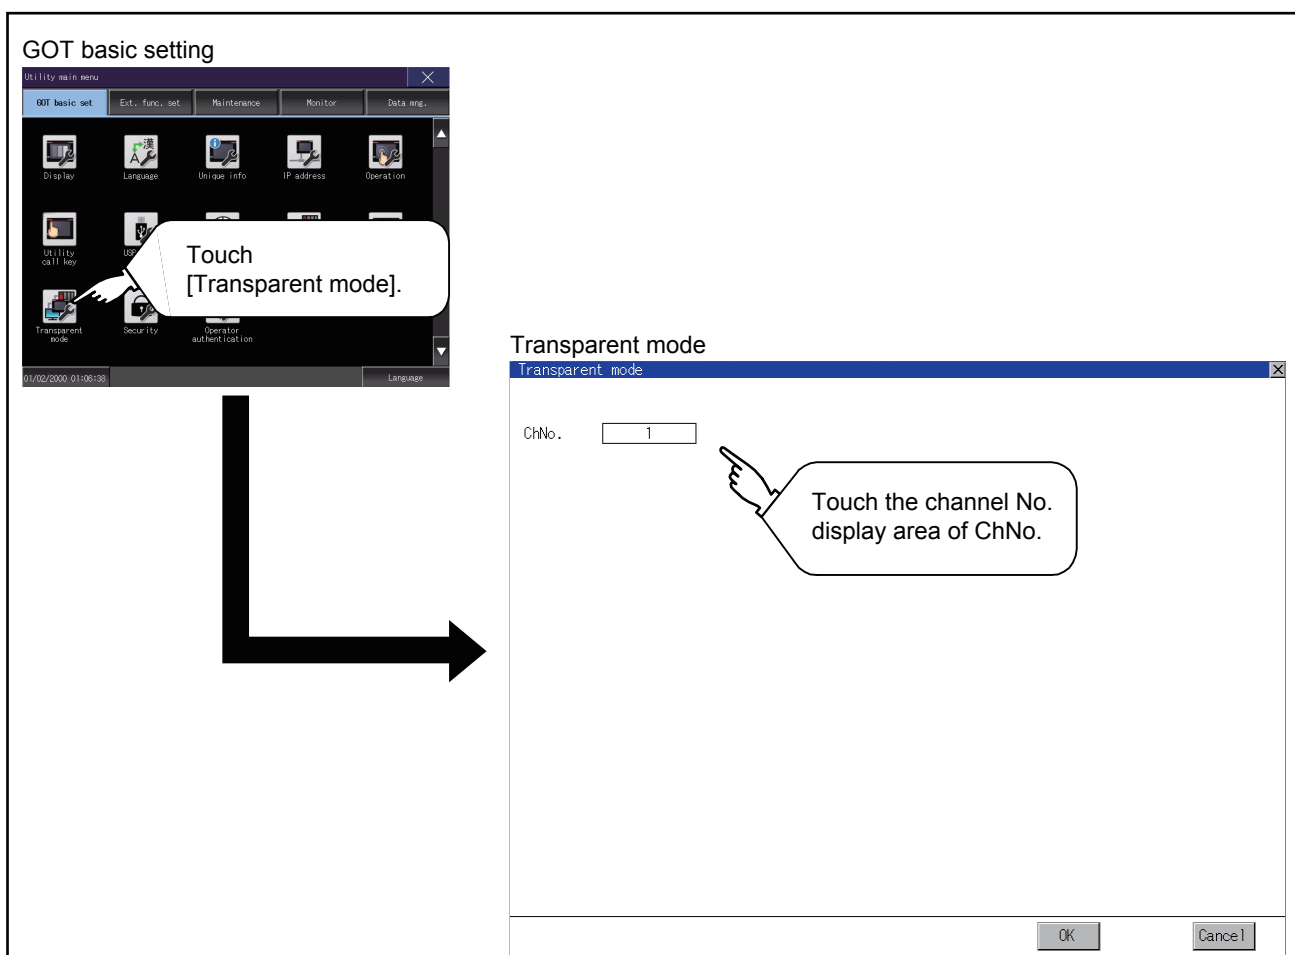 GOT basic setting
Utility main menu
GOT basic set Ext. func. set Maintenance Monitor Data mng.
漢
A
Display Language Unique info IP address Operation
Utility
call key
Touch
[Transparent mode].
Transparent
mode
Security
Operator
authentication
01/02/2000 01:06:38 Language
Transparent mode
Transparent mode
ChNo. 1
Touch the channel No.
display area of ChNo.
OK Cancel